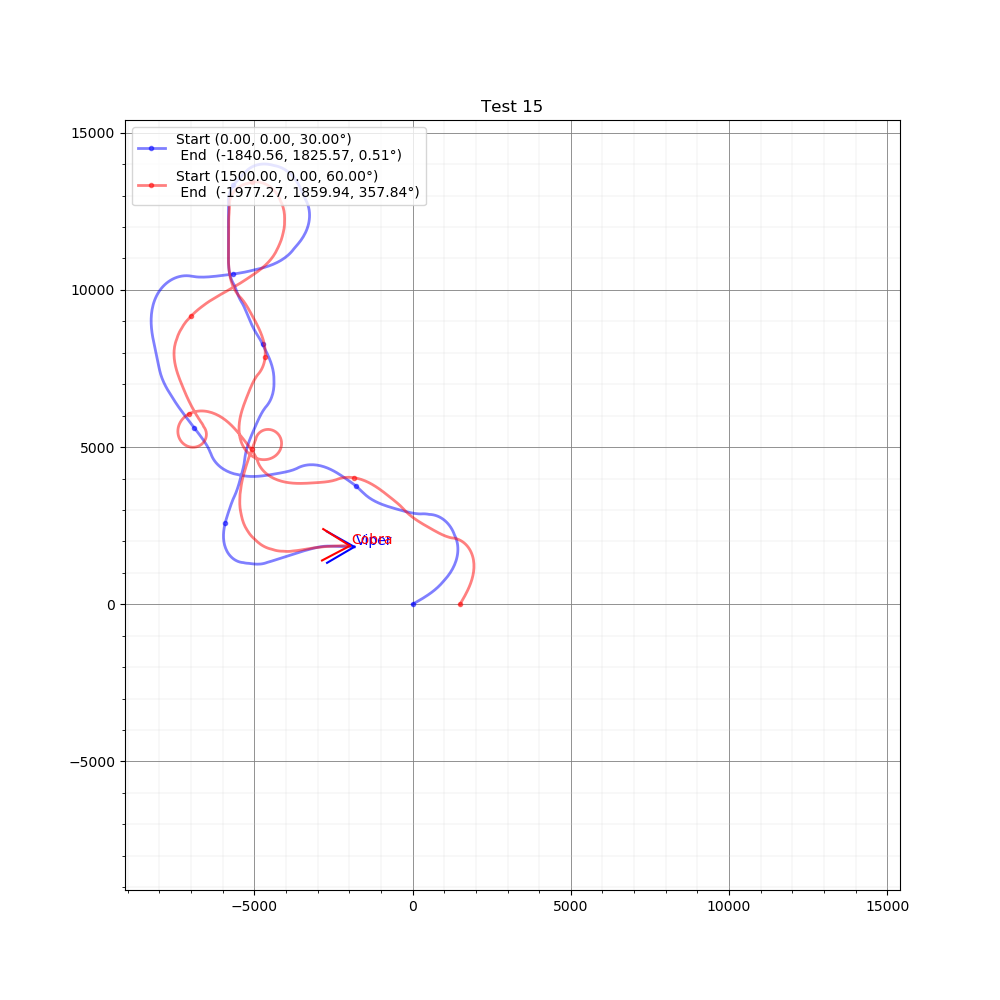 Test 15
Start (0.00, 0.00, 30.00°)
End (-1840.56, 1825.57, 0.51°)
Start (1500.00, 0.00, 60.00°)
End (-1977.27, 1859.94, 357.84°)
15000
10000
5000
0
−5000
Cobra
Viper
−5000
0
5000
10000
15000